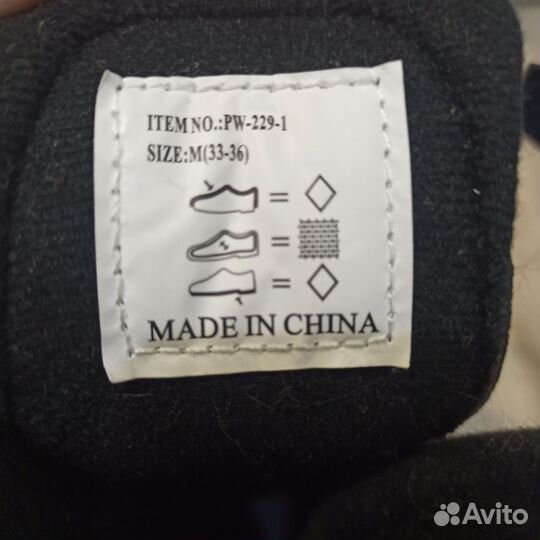 ITEM NO.:PW-229-1
SIZE:M(33-36)
=
=
=
MADE IN CHINA
Avito